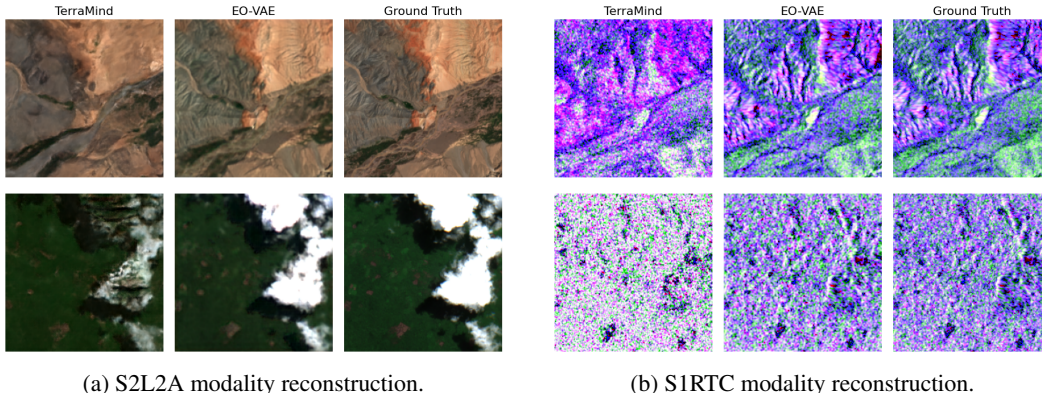 TerraMind EO-VAE Ground Truth
TerraMind EO-VAE Ground Truth
(a) S2L2A modality reconstruction.
(b) S1RTC modality reconstruction.